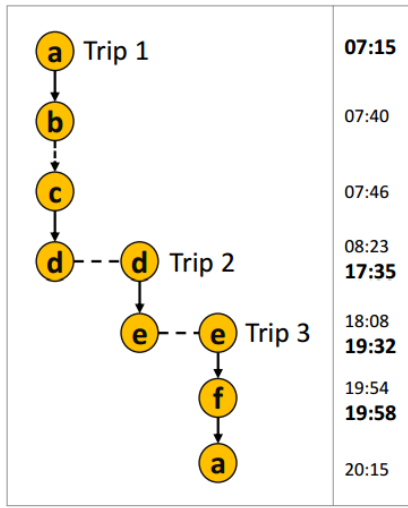 a Trip 1 07:15
b 07:40
c 07:46
08:23
d d Trip 2
17:35
18:08
e e Trip 3
19:32
19:54
f
19:58
a 20:15